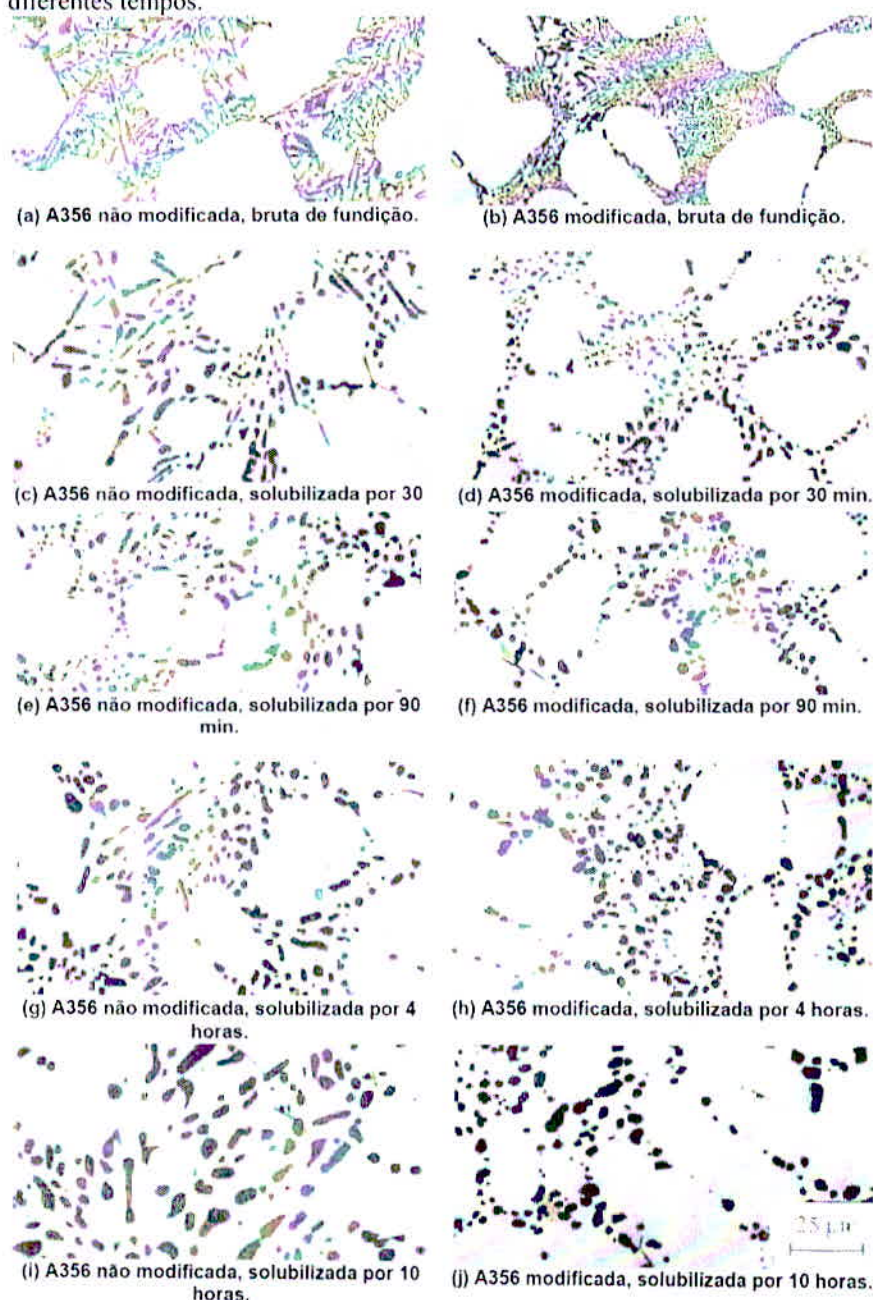 diferentes tempos.
(a) A356 não modificada, bruta de fundição.
(b) A356 modificada, bruta de fundição.
(c) A356 não modificada, solubilizada por 30
(d) A356 modificada, solubilizada por 30 min.
(e) A356 não modificada, solubilizada por 90
min.
(f) A356 modificada, solubilizada por 90 min.
(g) A356 não modificada, solubilizada por 4
horas.
(h) A356 modificada, solubilizada por 4 horas.
25 µm
(i) A356 não modificada, solubilizada por 10
horas.
(j) A356 modificada, solubilizada por 10 horas.